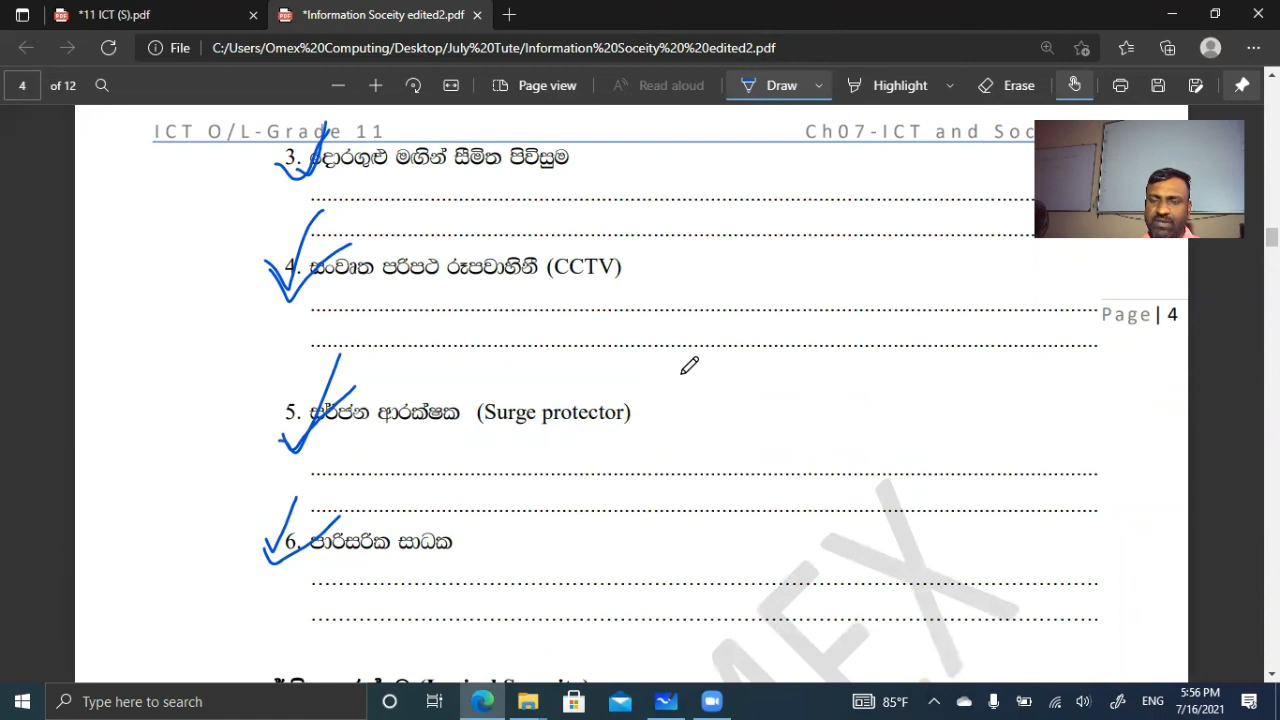 *11 ICT (S).pdf
*Information Soceity edited2.pdf
File
C:/Users/Omex%20Computing/Desktop/July%20Tute/Information%20Soceity%20%20edited2.pdf
4 of 12
Page view
Read aloud
Draw
Highlight
Erase
ICT O/L-Grade 11
Ch07-ICT and Soc
3. දොරගුළු මඟින් සීමිත පිවිසුම
4. සංවෘත පරිපථ රූපවාහිනී (CCTV)
Page| 4
5. සර්ජන ආරක්ෂක (Surge protector)
6. පාරිසරික සාධක
MEX
Type here to search
85°F
ENG
5:56 PM
7/16/2021